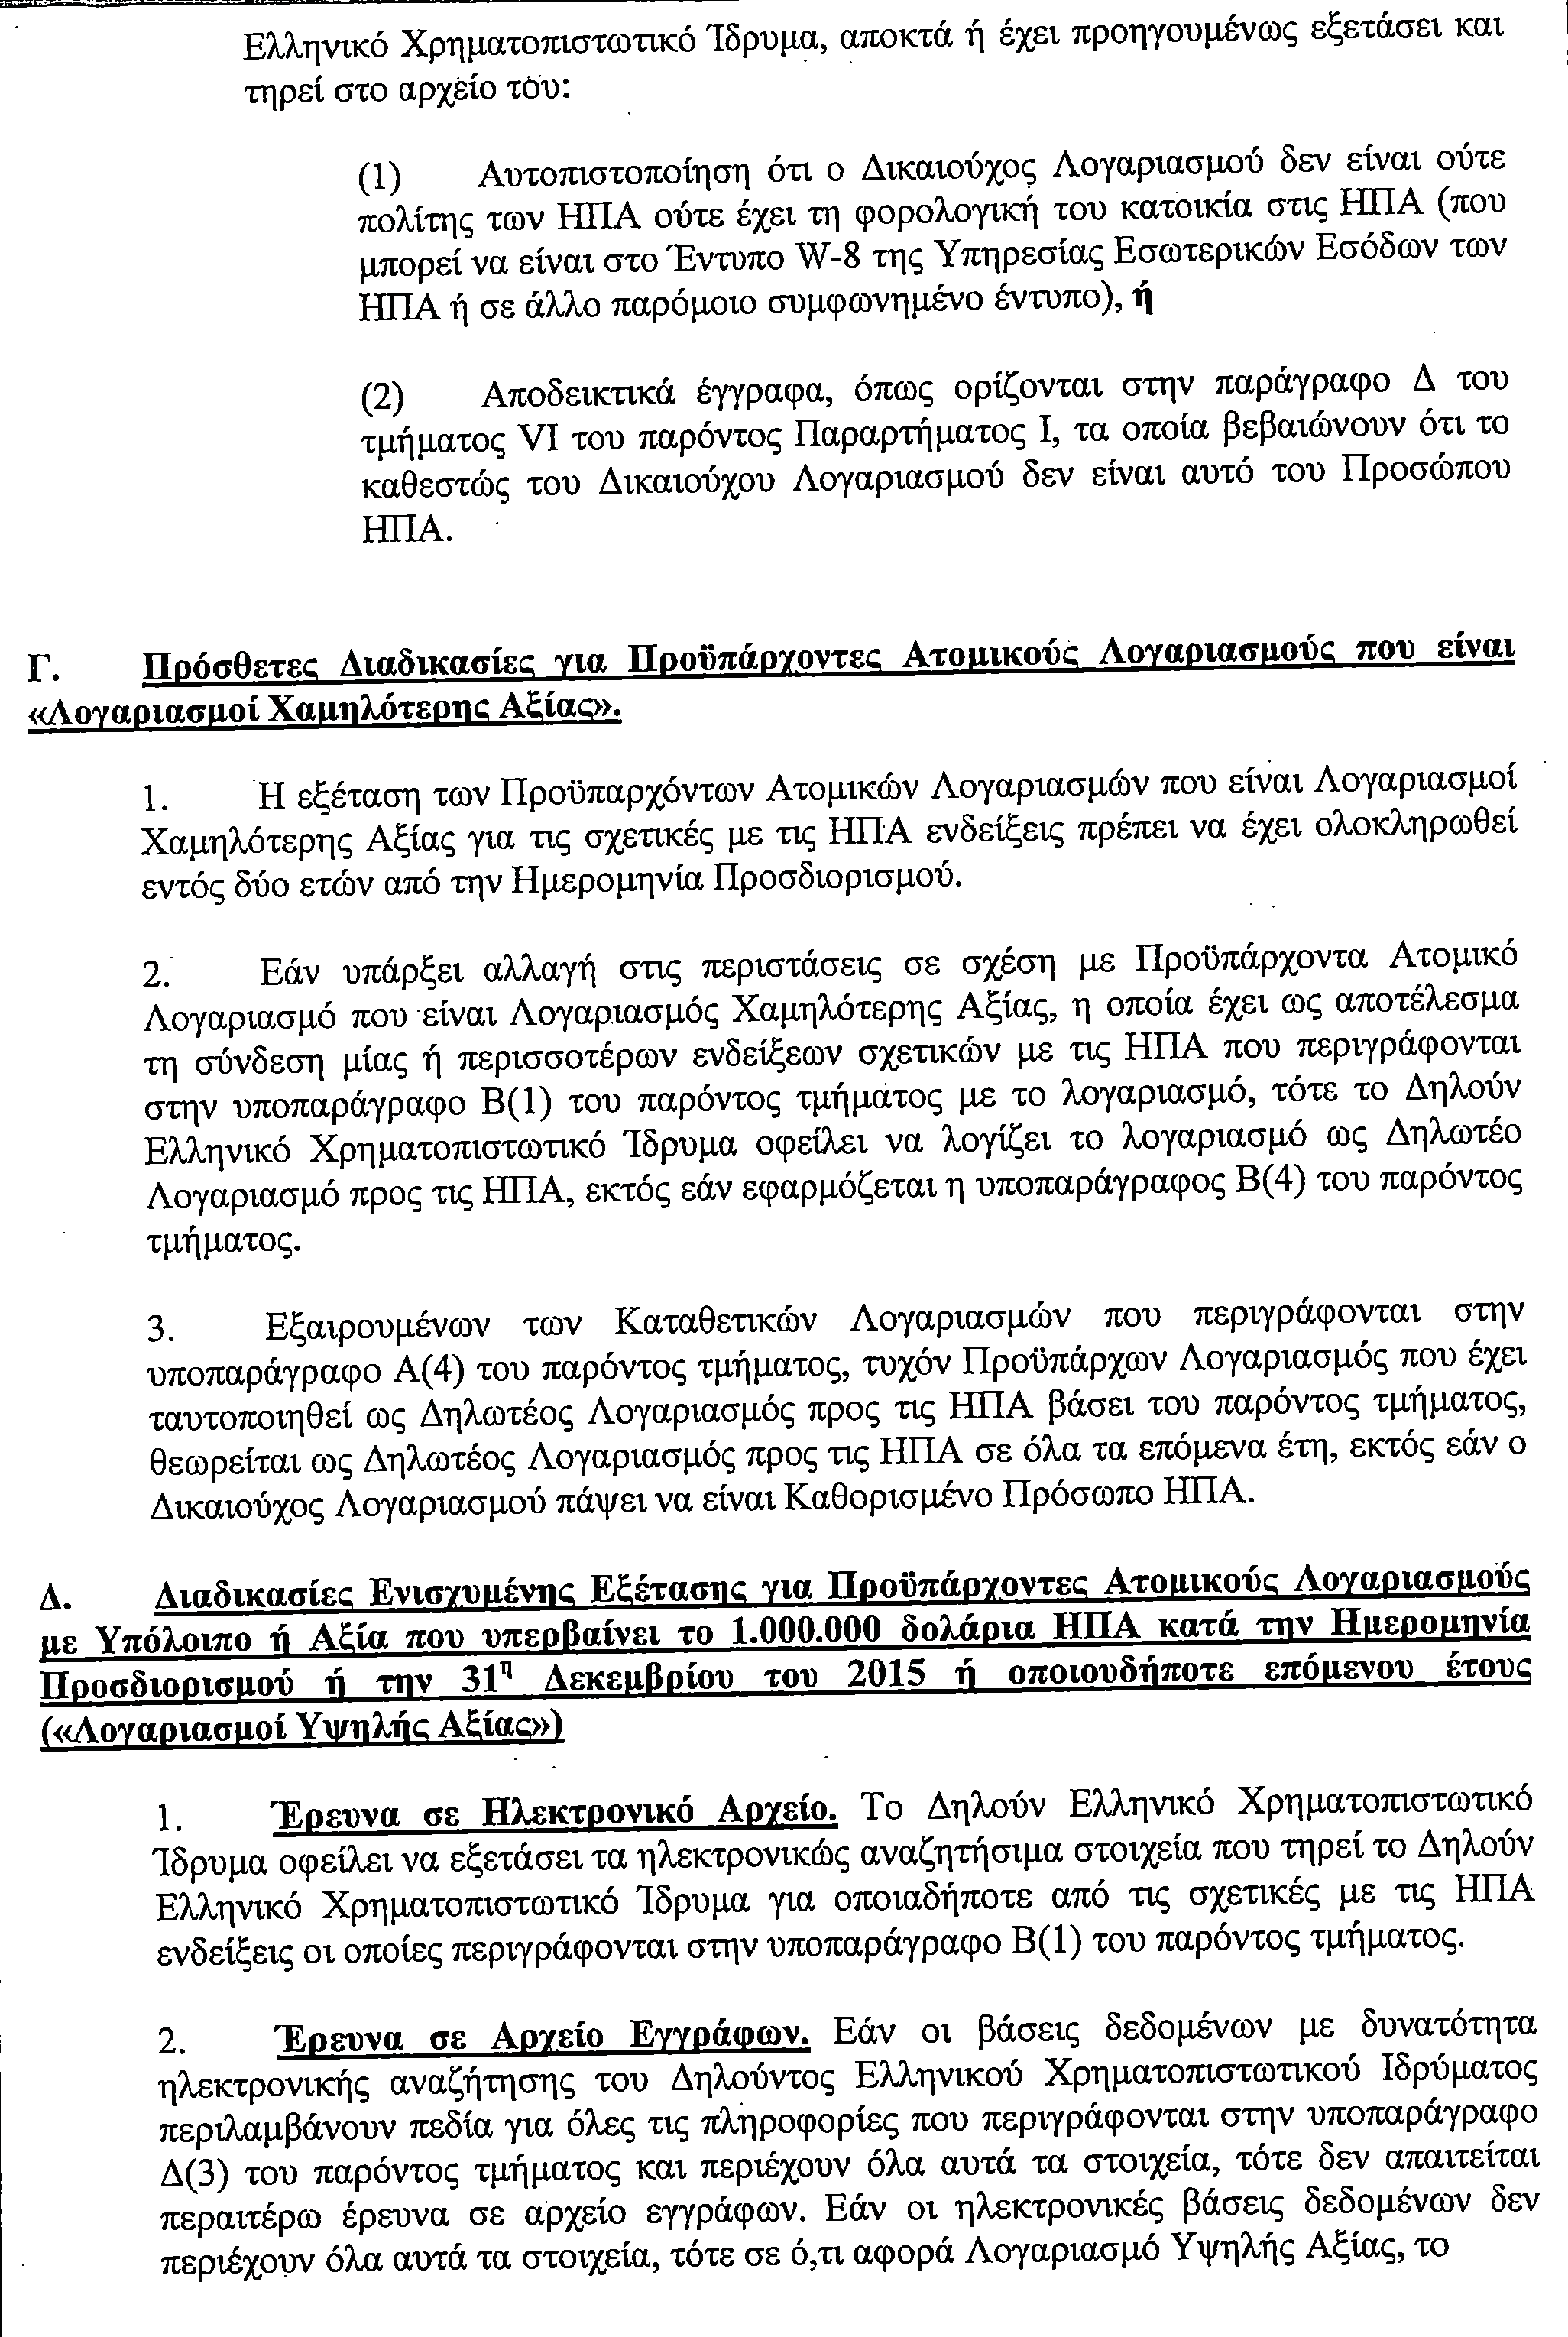 Ελληνικό Χρηματοπιστωτικό Ίδρυμα, αποκτά ή έχει προηγουμένως εξετάσει και
τηρεί στο αρχείο του:
(1) Αυτοπιστοποίηση ότι ο Δικαιούχος Λογαριασμού δεν είναι ούτε
πολίτης των ΗΠΑ ούτε έχει τη φορολογική του κατοικία στις ΗΠΑ (που
μπορεί να είναι στο Έντυπο W-8 της Υπηρεσίας Εσωτερικών Εσόδων των
ΗΠΑ ή σε άλλο παρόμοιο συμφωνημένο έντυπο), ή
(2) Αποδεικτικά έγγραφα, όπως ορίζονται στην παράγραφο Δ του
τμήματος VI του παρόντος Παραρτήματος Ι, τα οποία βεβαιώνουν ότι το
καθεστώς του Δικαιούχου Λογαριασμού δεν είναι αυτό του Προσώπου
ΗΠΑ.
Γ. Πρόσθετες Διαδικασίες για Προϋπάρχοντες Ατομικούς Λογαριασμούς που είναι
«Λογαριασμοί Χαμηλότερης Αξίας».
1. Η εξέταση των Προϋπαρχόντων Ατομικών Λογαριασμών που είναι Λογαριασμοί
Χαμηλότερης Αξίας για τις σχετικές με τις ΗΠΑ ενδείξεις πρέπει να έχει ολοκληρωθεί
εντός δύο ετών από την Ημερομηνία Προσδιορισμού.
2. Εάν υπάρξει αλλαγή στις περιστάσεις σε σχέση με Προϋπάρχοντα Ατομικό
Λογαριασμό που είναι Λογαριασμός Χαμηλότερης Αξίας, η οποία έχει ως αποτέλεσμα
τη σύνδεση μίας ή περισσοτέρων ενδείξεων σχετικών με τις ΗΠΑ που περιγράφονται
στην υποπαράγραφο Β(1) του παρόντος τμήματος με το λογαριασμό, τότε το Δηλούν
Ελληνικό Χρηματοπιστωτικό Ίδρυμα οφείλει να λογίζει το λογαριασμό ως Δηλωτέο
Λογαριασμό προς τις ΗΠΑ, εκτός εάν εφαρμόζεται η υποπαράγραφος Β(4) του παρόντος
τμήματος.
3. Εξαιρουμένων των Καταθετικών Λογαριασμών που περιγράφονται στην
υποπαράγραφο Α(4) του παρόντος τμήματος, τυχόν Προϋπάρχων Λογαριασμός που έχει
ταυτοποιηθεί ως Δηλωτέος Λογαριασμός προς τις ΗΠΑ βάσει του παρόντος τμήματος,
θεωρείται ως Δηλωτέος Λογαριασμός προς τις ΗΠΑ σε όλα τα επόμενα έτη, εκτός εάν ο
Δικαιούχος Λογαριασμού πάψει να είναι Καθορισμένο Πρόσωπο ΗΠΑ.
Δ. Διαδικασίες Ενισχυμένης Εξέτασης για Προϋπάρχοντες Ατομικούς Λογαριασμούς
με Υπόλοιπο ή Αξία που υπερβαίνει το 1.000.000 δολάρια ΗΠΑ κατά την Ημερομηνία
Προσδιορισμού ή την 31η Δεκεμβρίου του 2015 ή οποιουδήποτε επόμενου έτους
(«Λογαριασμοί Υψηλής Αξίας»)
1. Έρευνα σε Ηλεκτρονικό Αρχείο. Το Δηλούν Ελληνικό Χρηματοπιστωτικό
Ίδρυμα οφείλει να εξετάσει τα ηλεκτρονικώς αναζητήσιμα στοιχεία που τηρεί το Δηλούν
Ελληνικό Χρηματοπιστωτικό Ίδρυμα για οποιαδήποτε από τις σχετικές με τις ΗΠΑ
ενδείξεις οι οποίες περιγράφονται στην υποπαράγραφο Β(1) του παρόντος τμήματος.
2. Έρευνα σε Αρχείο Εγγράφων. Εάν οι βάσεις δεδομένων με δυνατότητα
ηλεκτρονικής αναζήτησης του Δηλούντος Ελληνικού Χρηματοπιστωτικού Ιδρύματος
περιλαμβάνουν πεδία για όλες τις πληροφορίες που περιγράφονται στην υποπαράγραφο
Δ(3) του παρόντος τμήματος και περιέχουν όλα αυτά τα στοιχεία, τότε δεν απαιτείται
περαιτέρω έρευνα σε αρχείο εγγράφων. Εάν οι ηλεκτρονικές βάσεις δεδομένων δεν
περιέχουν όλα αυτά τα στοιχεία, τότε σε ό,τι αφορά Λογαριασμό Υψηλής Αξίας, το